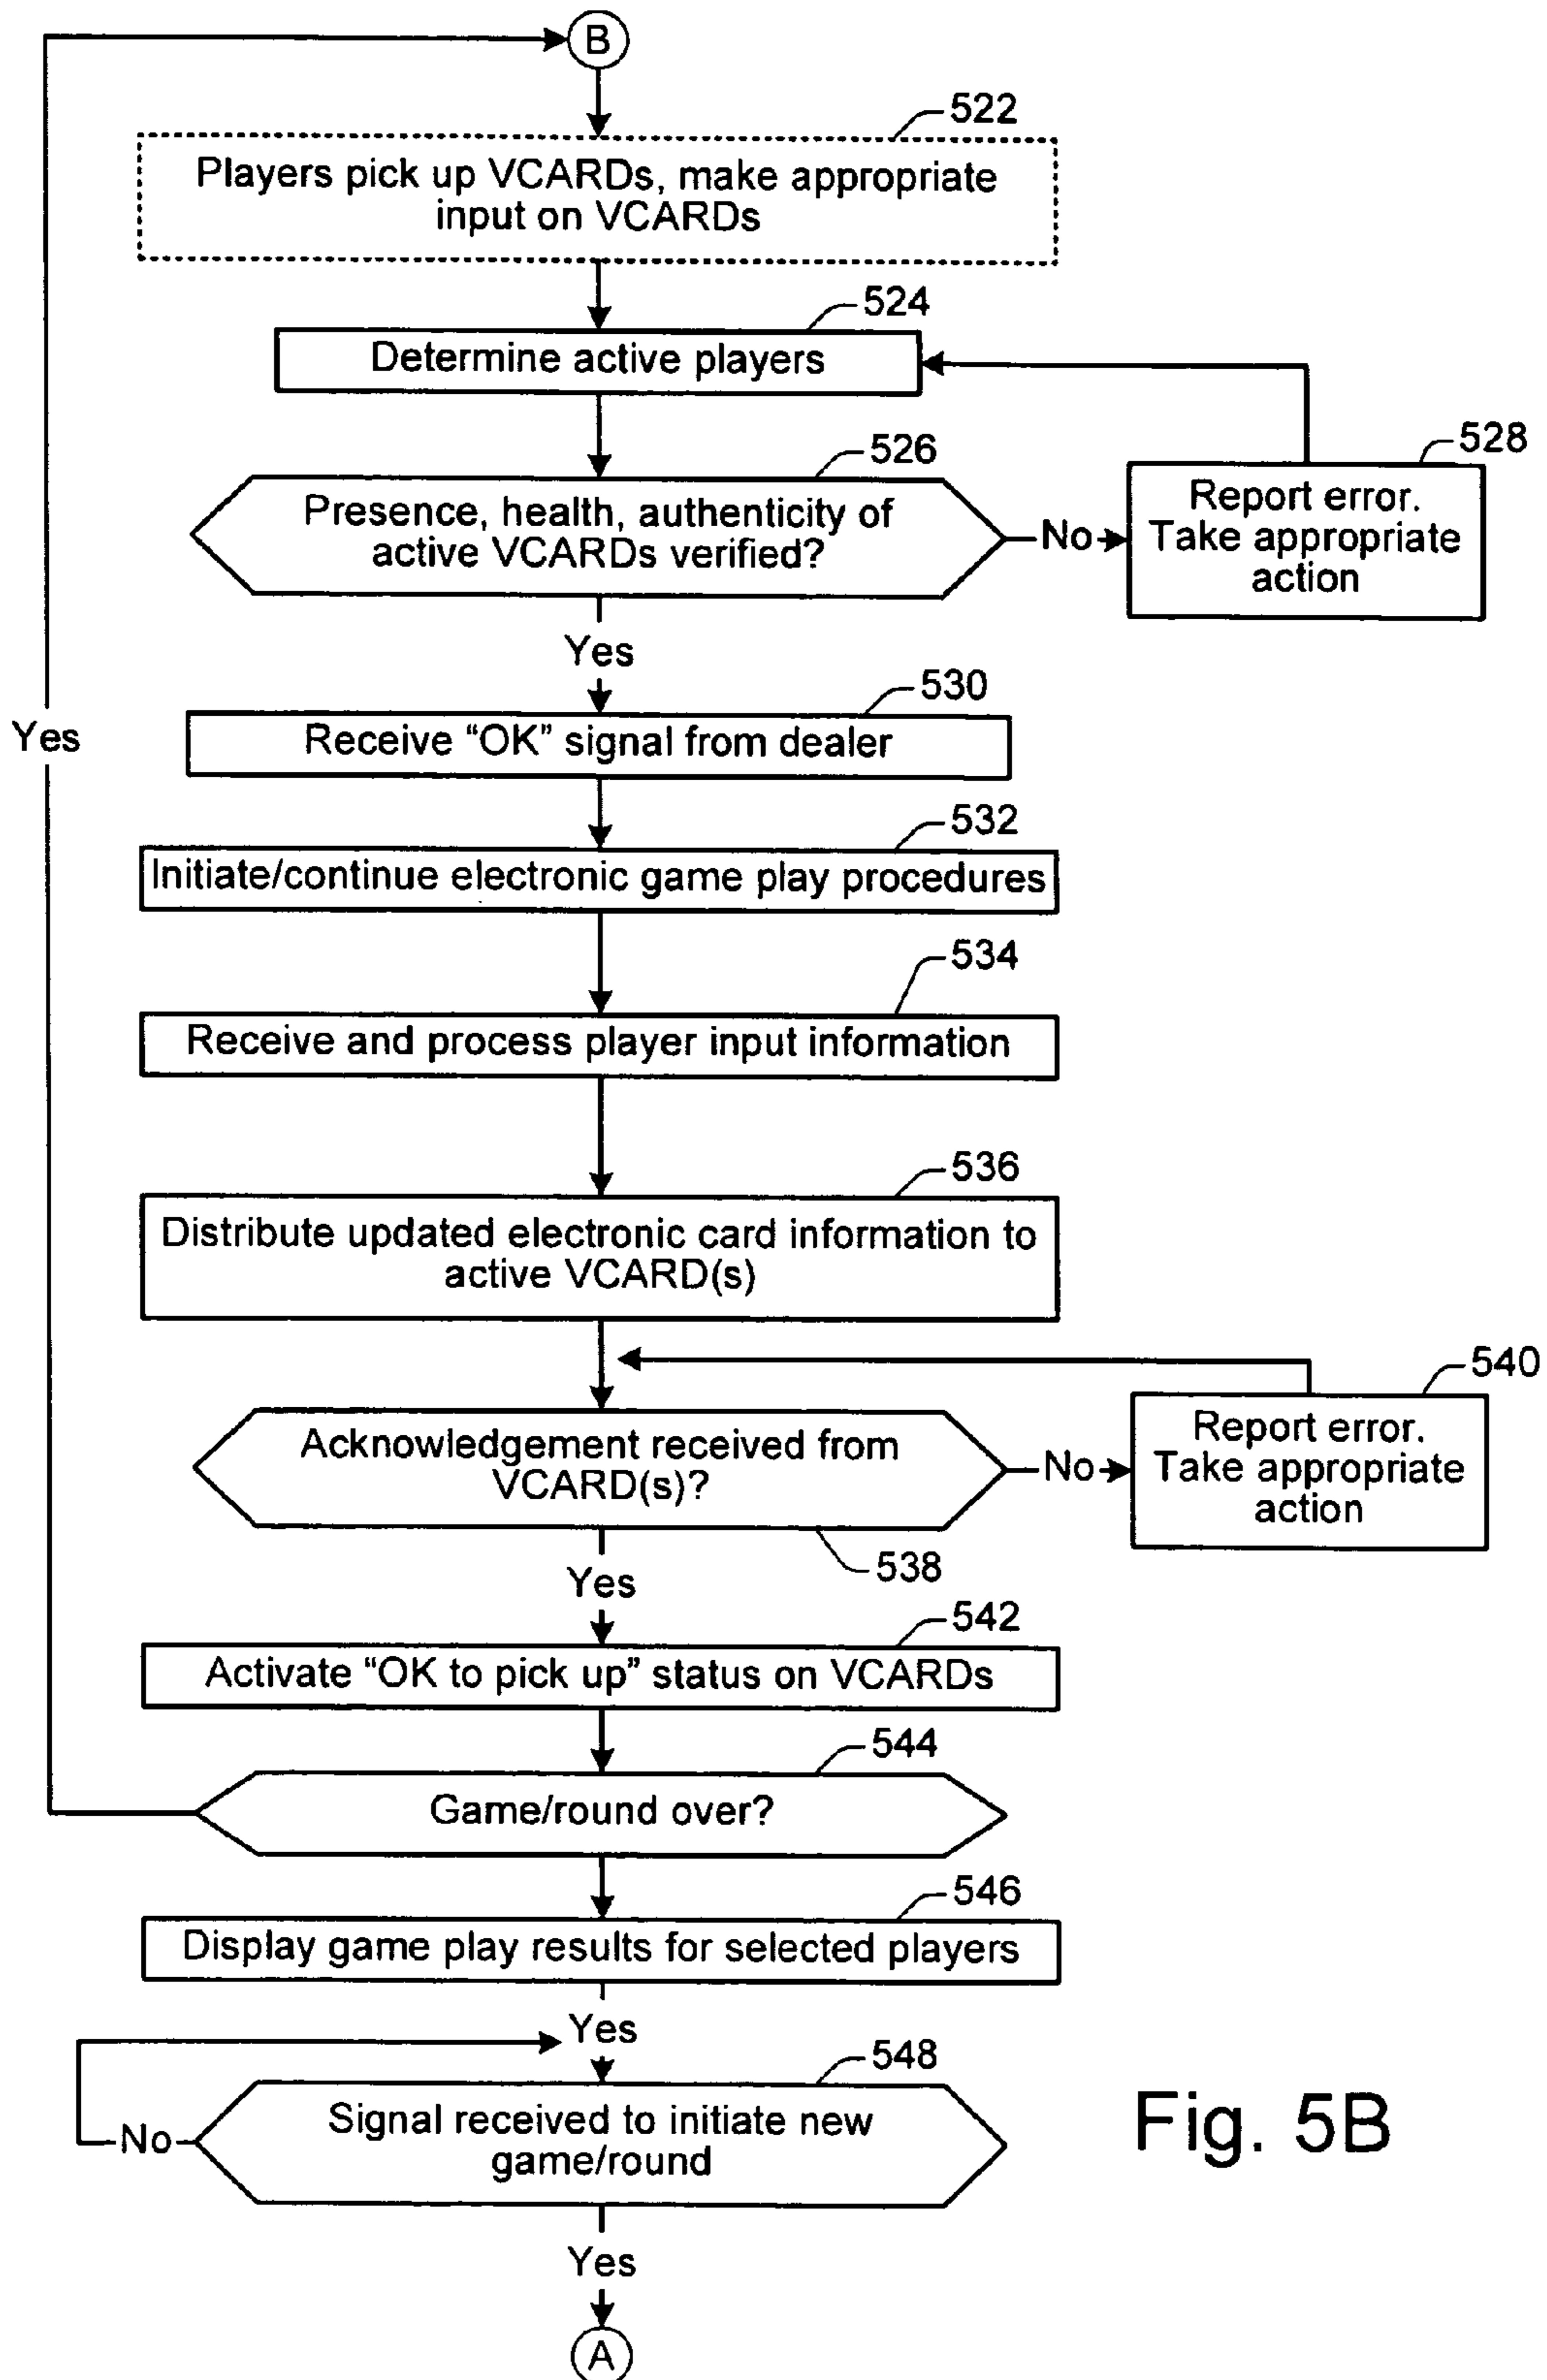 B
522
Players pick up VCARDs, make appropriate
input on VCARDs
524
Determine active players
526
528
Presence, health, authenticity of
active VCARDs verified?
No
Report error.
Take appropriate
action
Yes
530
Yes
Receive “OK” signal from dealer
532
Initiate/continue electronic game play procedures
534
Receive and process player input information
536
Distribute updated electronic card information to
active VCARD(s)
540
Acknowledgement received from
VCARD(s)?
No
Report error.
Take appropriate
action
538
Yes
542
Activate “OK to pick up” status on VCARDs
544
Game/round over?
546
Display game play results for selected players
Yes
548
Signal received to initiate new
game/round
No
Fig. 5B
Yes
A